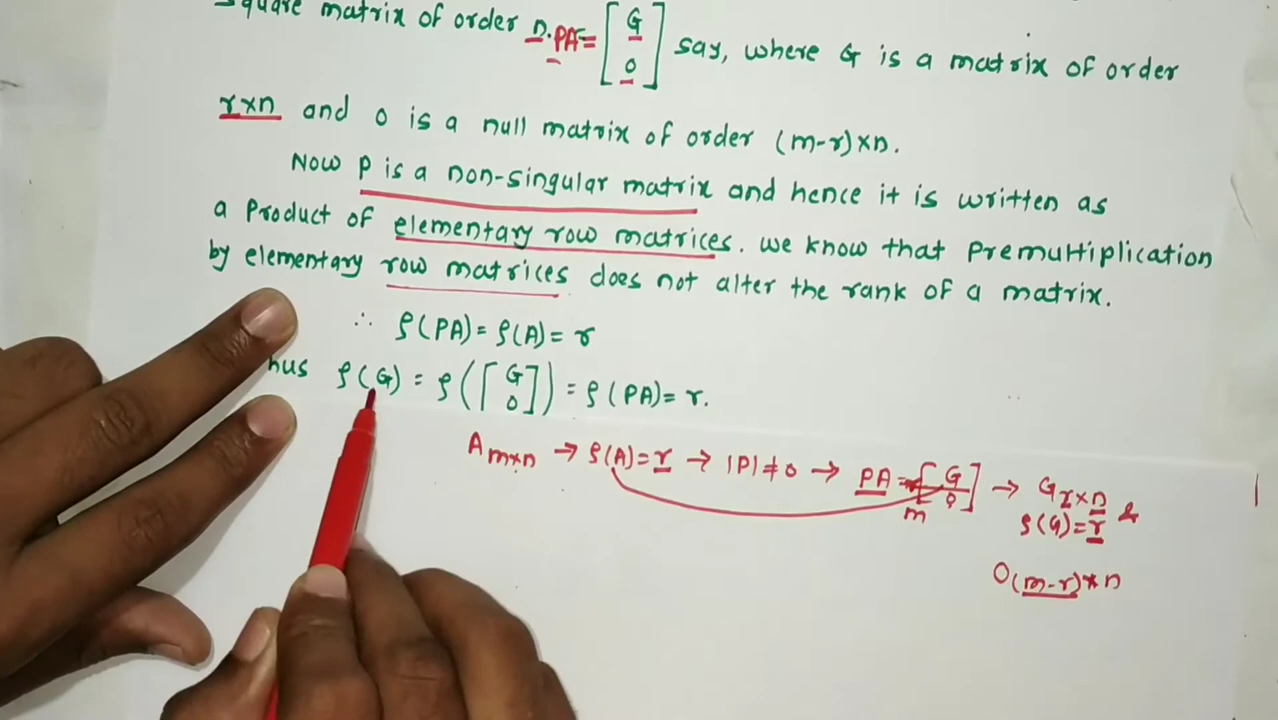 Square matrix of order n. PA = [G 0] say, where G is a matrix of order
r×n and 0 is a null matrix of order (m-r)×n.
Now P is a non-singular matrix and hence it is written as
a product of elementary row matrices. We know that premultiplication
by elementary row matrices does not alter the rank of a matrix.
∴ ρ(PA) = ρ(A) = r
hus ρ(G) = ρ([G 0]) = ρ(PA) = r.
A m×n → ρ(A) = r → |P| ≠ 0 → PA = [G 0] → G r×n &
m
ρ(G) = r
O(m-r)×n